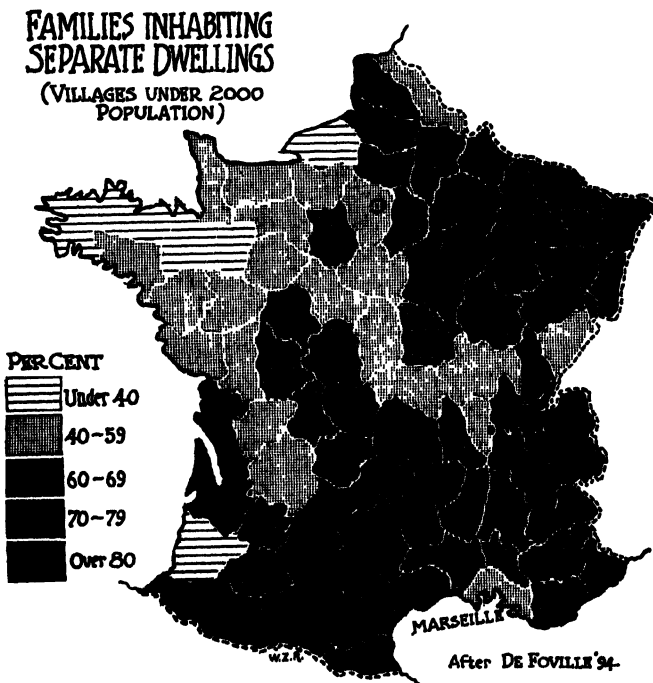 FAMILIES INHABITING
SEPARATE DWELLINGS
(VILLAGES UNDER 2000
POPULATION)
PER CENT
Under 40
40-59
60-69
70-79
Over 80
MARSEILLE
W.Z.R.
After DE FOVILLE '94